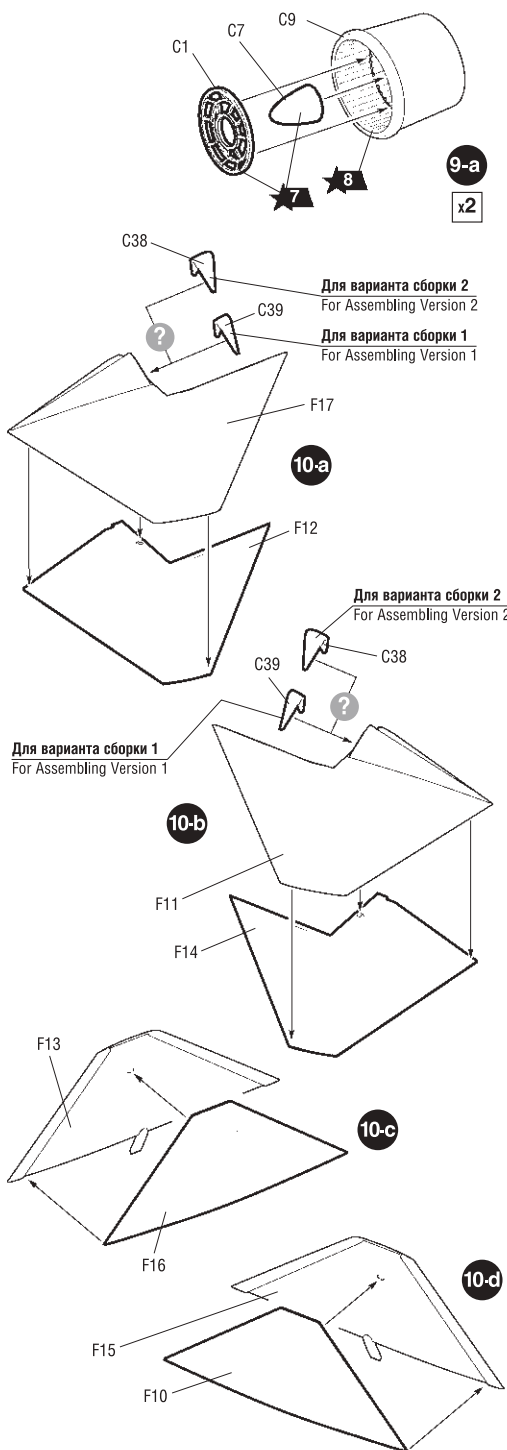 C9
C7
C1
7
8
9-a
x2
C38
Для варианта сборки 2
For Assembling Version 2
C39
Для варианта сборки 1
For Assembling Version 1
?
F17
10-a
F12
Для варианта сборки 2
For Assembling Version 2
C38
C39
?
Для варианта сборки 1
For Assembling Version 1
10-b
F11
F14
F13
10-c
F16
10-d
F15
F10